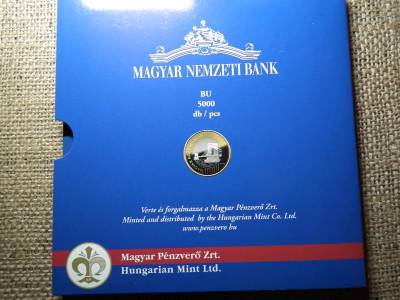 MAGYAR NEMZETI BANK
BU
5000
db / pcs
Verte és forgalmazza a Magyar Pénzverő Zrt.
Minted and distributed by the Hungarian Mint Co. Ltd.
www.penzvero.hu
Magyar Pénzverő Zrt.
Hungarian Mint Ltd.